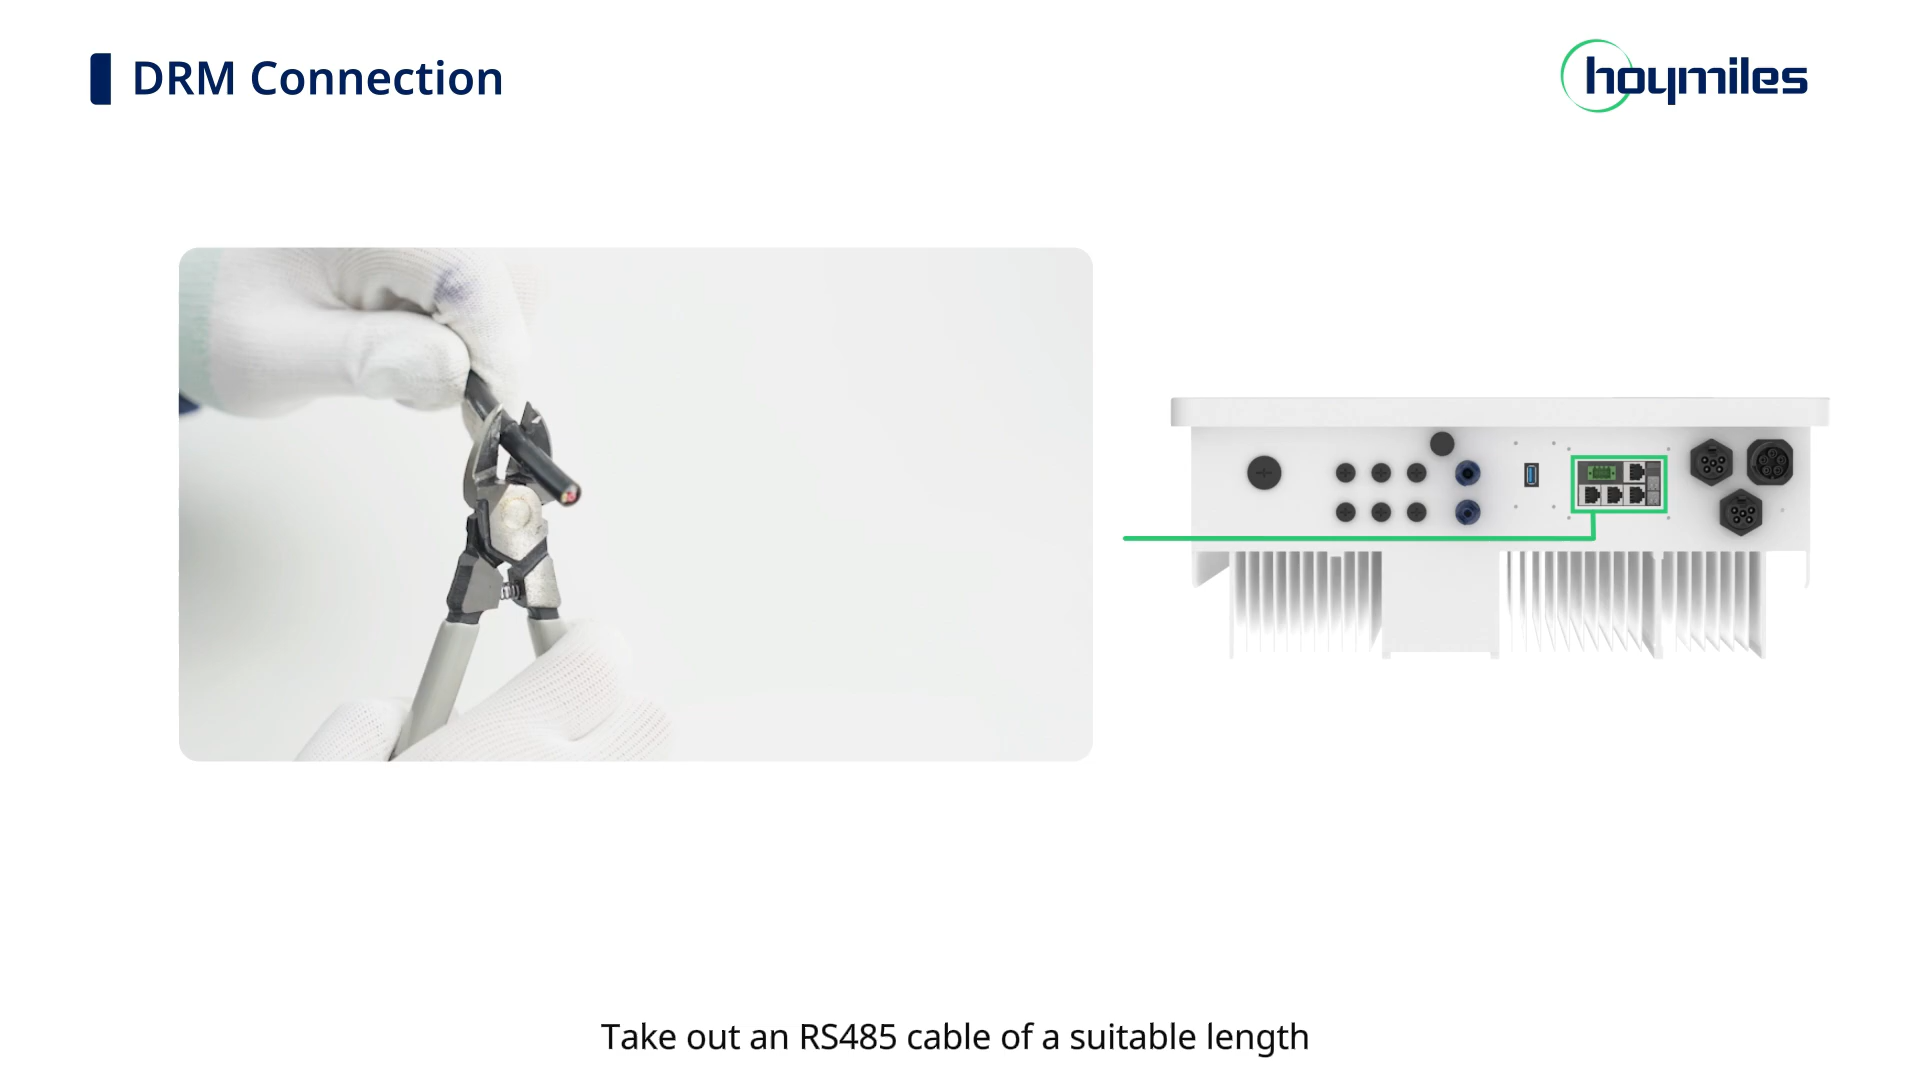 DRM Connection
hoymiles
Take out an RS485 cable of a suitable length